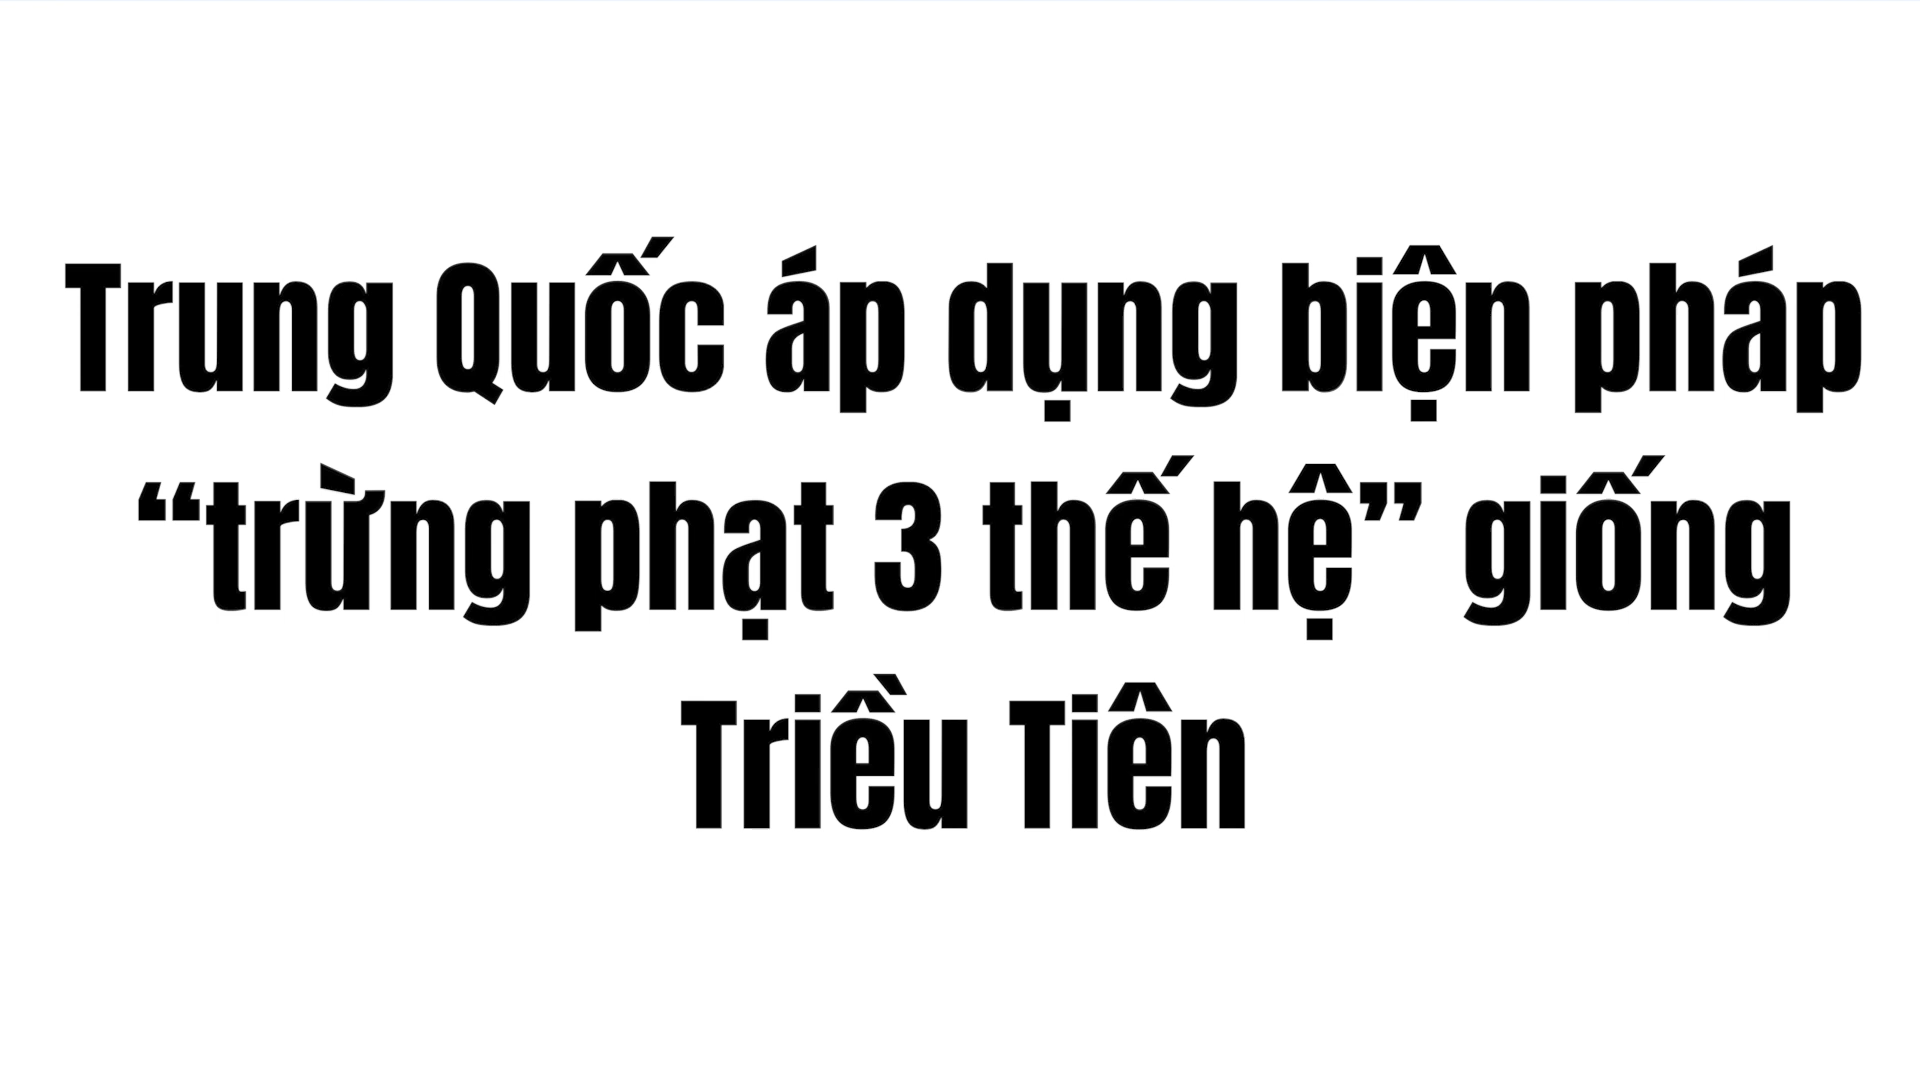 Trung Quốc áp dụng biện pháp
“trừng phạt 3 thế hệ” giống
Triều Tiên